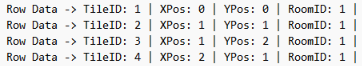 Row Data -> TileID: 1 | XPos: 0 | YPos: 0 | RoomID: 1 |
Row Data -> TileID: 2 | XPos: 1 | YPos: 1 | RoomID: 1 |
Row Data -> TileID: 3 | XPos: 1 | YPos: 2 | RoomID: 1 |
Row Data -> TileID: 4 | XPos: 2 | YPos: 1 | RoomID: 1 |